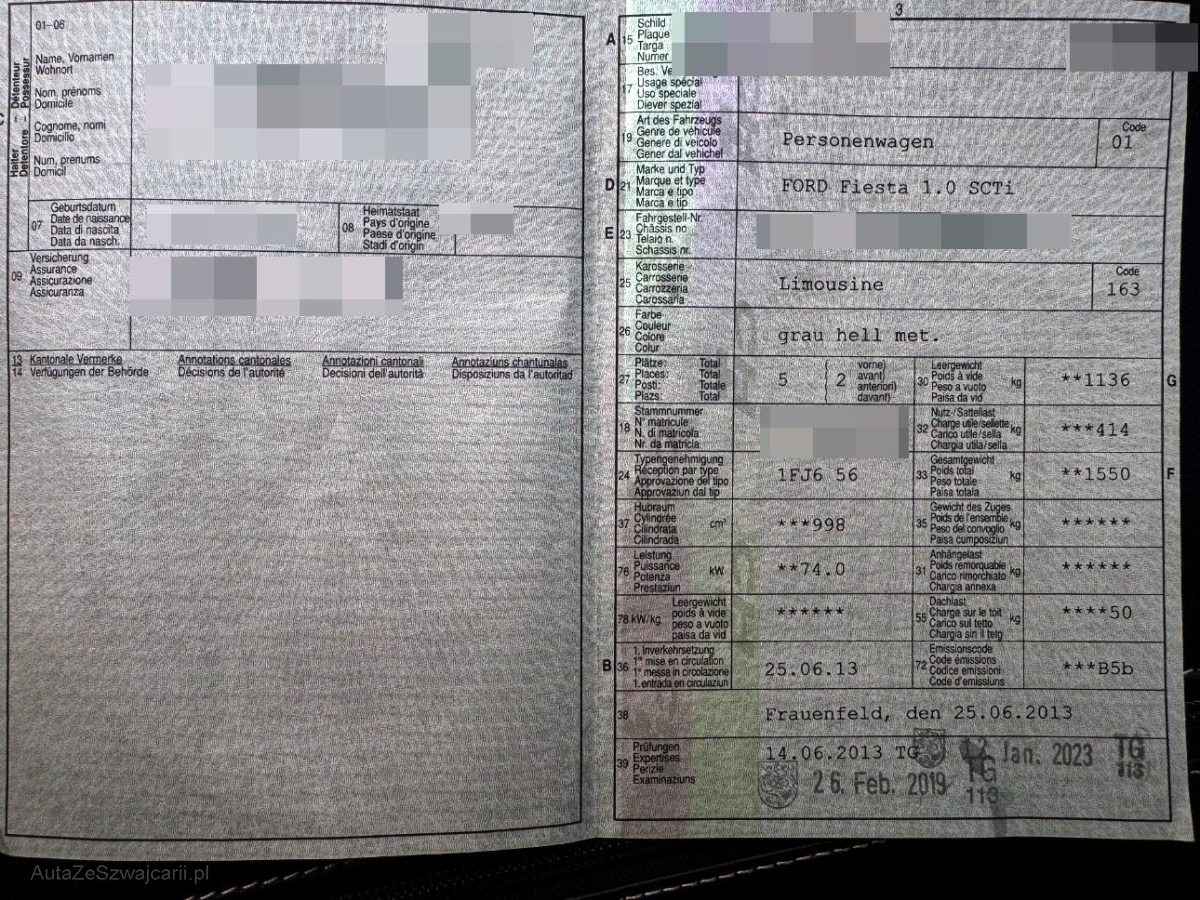 01-06
Halter - Détenteur
Detentore - Possessur
Name, Vornamen
Wohnort
Nom, prénoms
Domicile
Cognome, nomi
Domicilio
Num, prenums
Domicil
07
Geburtsdatum
Date de naissance
Data di nascita
Data da nasch.
08
Heimatstaat
Pays d'origine
Paese d'origine
Stadi d'origin
09
Versicherung
Assurance
Assicurazione
Assicuranza
13 Kantonale Vermerke Annotations cantonales Annotazioni cantonali Annotaziuns chantunalas
14 Verfügungen der Behörde Décisions de l'autorité Decisioni dell'autorità Disposiziuns da l'autoritad
3
A 15
Schild
Plaque
Targa
Numer
17
Bes. Ve
Usage spécial
Uso speciale
Diever spezial
19
Art des Fahrzeugs
Genre de véhicule
Genere di veicolo
Gener dal vehichel
Personenwagen
Code
01
D 21
Marke und Typ
Marque et type
Marca e tipo
Marca e tip
FORD Fiesta 1.0 SCTi
E 23
Fahrgestell-Nr.
Châssis no
Telaio n.
Schassis nr.
25
Karosserie
Carrosserie
Carrozzeria
Carossaria
Limousine
Code
163
26
Farbe
Couleur
Colore
Colur
grau hell met.
27
Plätze: Total
Places: Total
Posti: Totale
Plazs: Total
5 { 2
vorne)
avant)
anteriori)
davant)
30
Leergewicht
Poids à vide
Peso a vuoto
Paisa da vid
kg
**1136
G
18
Stammnummer
N° matricule
N. di matricola
Nr. da matricla
32
Nutz-/Sattellast
Charge utile/sellette
Carico utile/sella
Chargia utila/sella
kg
***414
24
Typengenehmigung
Réception par type
Approvazione del tipo
Approvaziun dal tip
1FJ6 56
33
Gesamtgewicht
Poids total
Peso totale
Paisa totala
kg
**1550
F
37
Hubraum
Cylindrée
Cilindrata
Cilindrada
cm³
***998
35
Gewicht des Zuges
Poids de l'ensemble
Peso del convoglio
Paisa cumposiziun
kg
******
76
Leistung
Puissance
Potenza
Prestaziun
kW
**74.0
31
Anhängelast
Poids remorquable
Carico rimorchiato
Chargia annexa
kg
******
78 kW/kg
Leergewicht
poids à vide
peso a vuoto
paisa da vid
******
55
Dachlast
Charge sur le toit
Carico sul tetto
Chargia sin il tetg
kg
****50
B 36
1. Inverkehrsetzung
1re mise en circulation
1a messa in circolazione
1. entrada en circulaziun
25.06.13
72
Emissionscode
Code émissions
Codice emissioni
Code d'emissiuns
***B5b
38
Frauenfeld, den 25.06.2013
39
Prüfungen
Expertises
Perizie
Examinaziuns
14.06.2013 TG
12. Jan. 2023
TG
113
26. Feb. 2019
TG
118
AutaZeSzwajcarii.pl